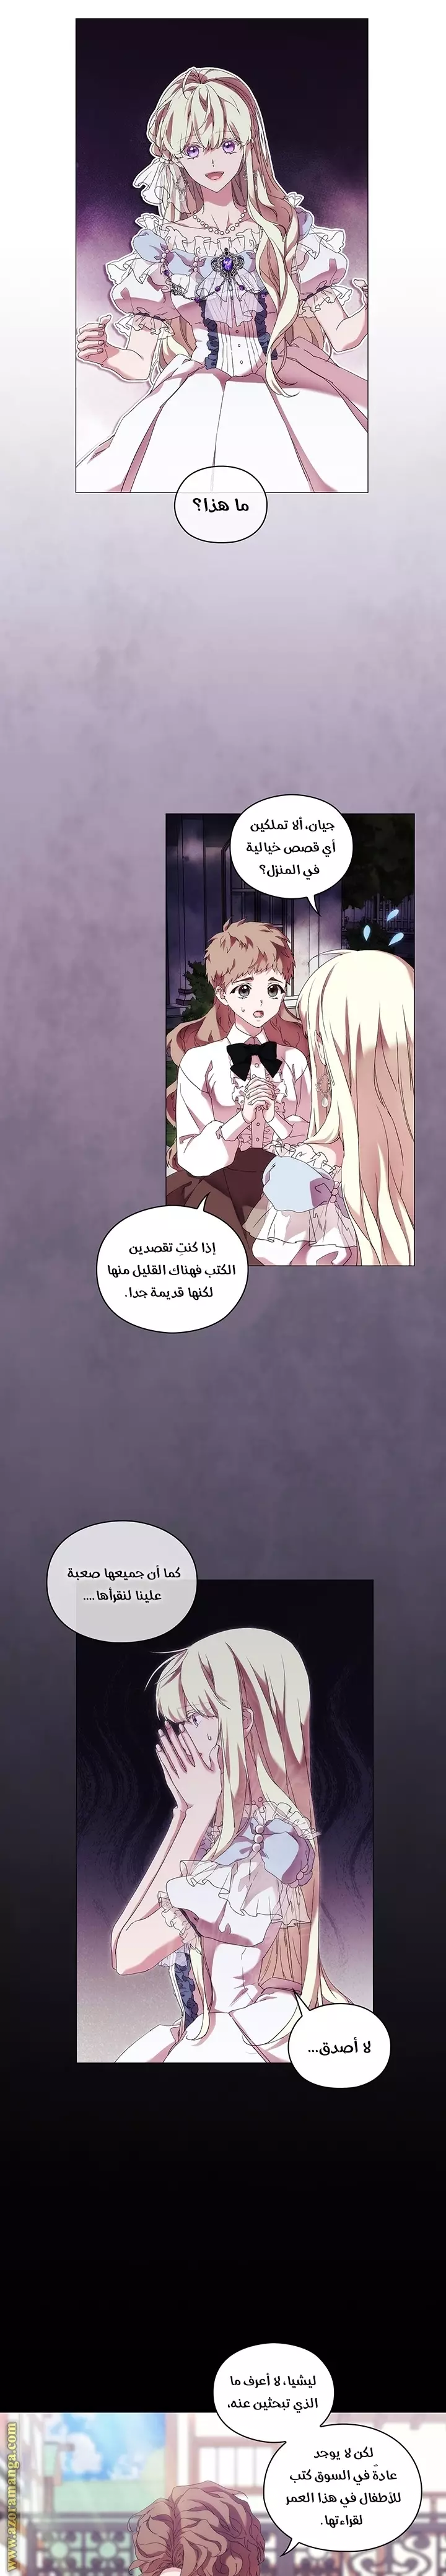 ما هذا؟
جيان، ألا تملكين
أي قصص خيالية
في المنزل؟
إذا كنتِ تقصدين
الكتب فهناك القليل منها
لكنها قديمة جدا.
كما أن جميعها صعبة
علينا لنقرأها....
لا أصدق...
ليشيا، لا أعرف ما
الذي تبحثين عنه،
لكن لا يوجد
عادةً في السوق كتب
للأطفال في هذا العمر
لقراءتها.
www.azoramanga.com